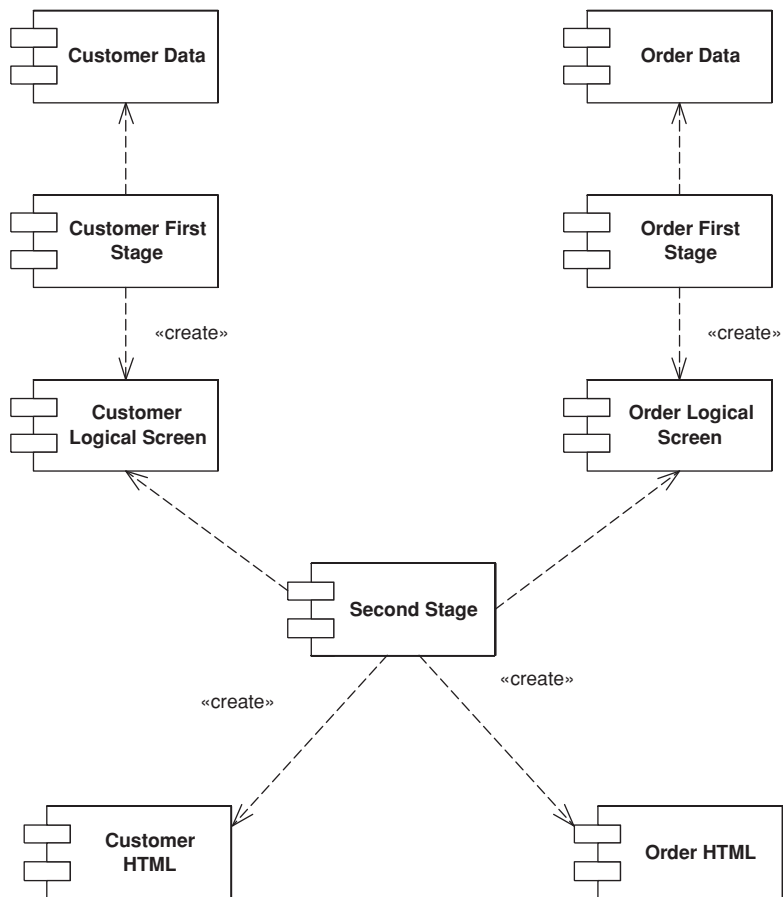 Customer Data
Order Data
Customer First
Stage
Order First
Stage
«create»
«create»
Customer
Logical Screen
Order Logical
Screen
Second Stage
«create»
«create»
Customer
HTML
Order HTML